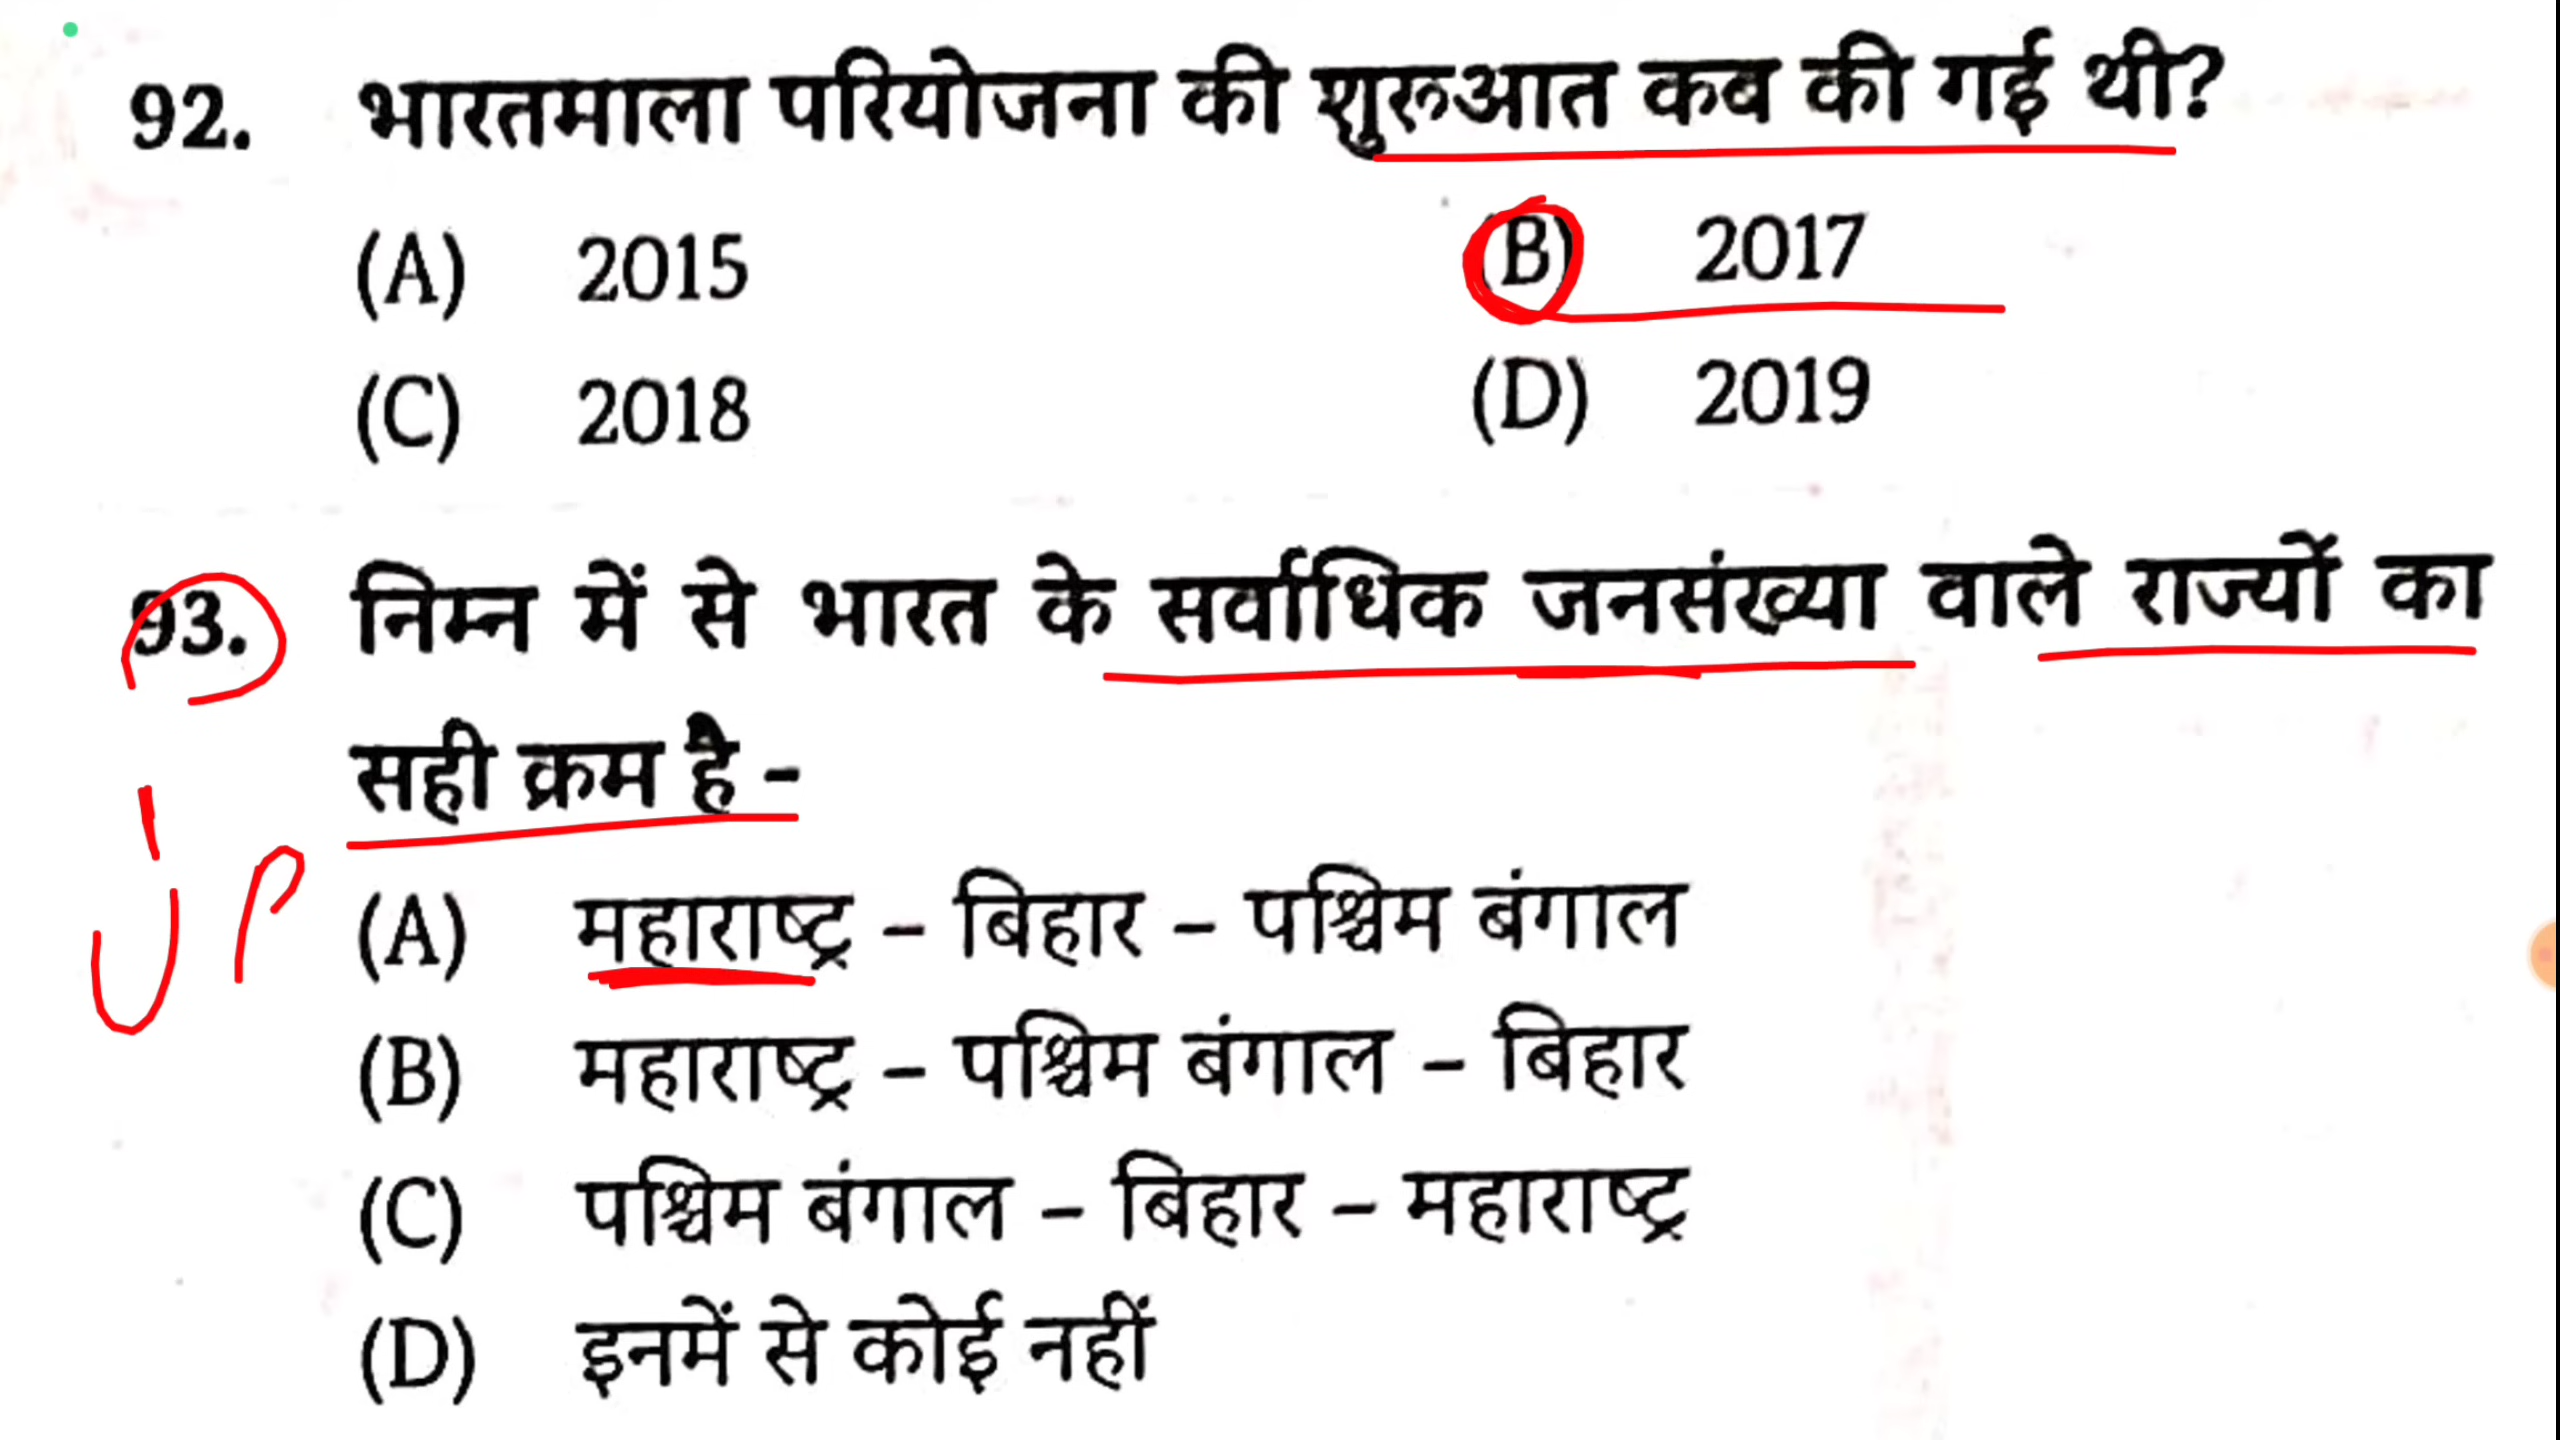 92. भारतमाला परियोजना की शुरूआत कब की गई थी?
(A) 2015 (B) 2017
(C) 2018 (D) 2019
93. निम्न में से भारत के सर्वाधिक जनसंख्या वाले राज्यों का
सही क्रम है -
UP
(A) महाराष्ट्र – बिहार – पश्चिम बंगाल
(B) महाराष्ट्र – पश्चिम बंगाल – बिहार
(C) पश्चिम बंगाल – बिहार – महाराष्ट्र
(D) इनमें से कोई नहीं